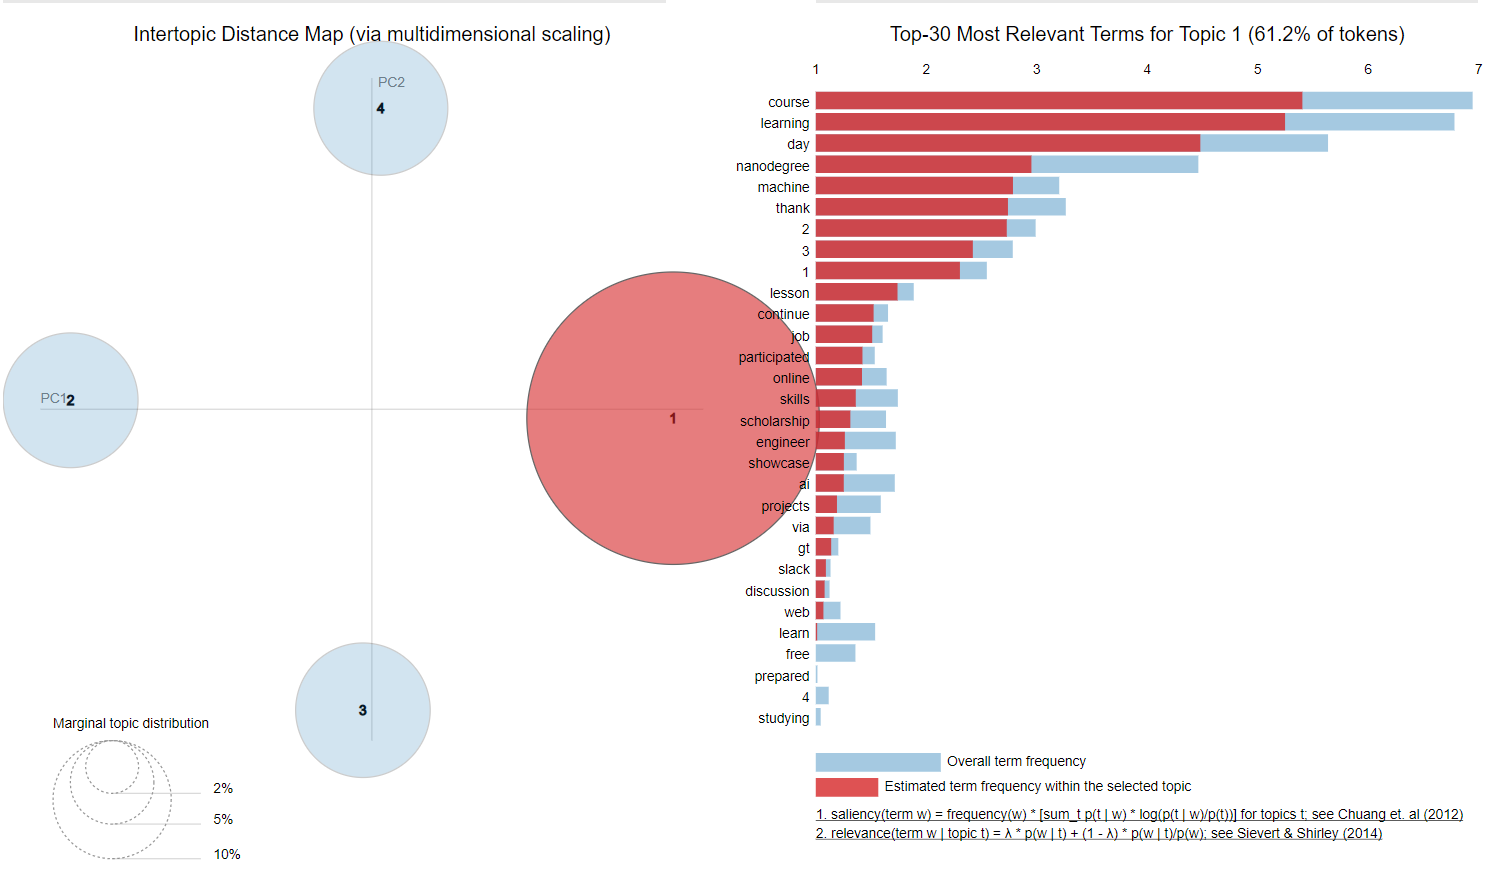 Intertopic Distance Map (via multidimensional scaling)
PC2
4
PC1
2
1
3
Marginal topic distribution
2%
5%
10%
Top-30 Most Relevant Terms for Topic 1 (61.2% of tokens)
1 2 3 4 5 6 7
course
learning
day
nanodegree
machine
thank
2
3
1
lesson
continue
job
participated
online
skills
scholarship
engineer
showcase
ai
projects
via
gt
slack
discussion
web
learn
free
prepared
4
studying
Overall term frequency
Estimated term frequency within the selected topic
1. saliency(term w) = frequency(w) * [sum_t p(t | w) * log(p(t | w)/p(t))] for topics t; see Chuang et. al (2012)
2. relevance(term w | topic t) = λ * p(w | t) + (1 - λ) * p(w | t)/p(w); see Sievert & Shirley (2014)